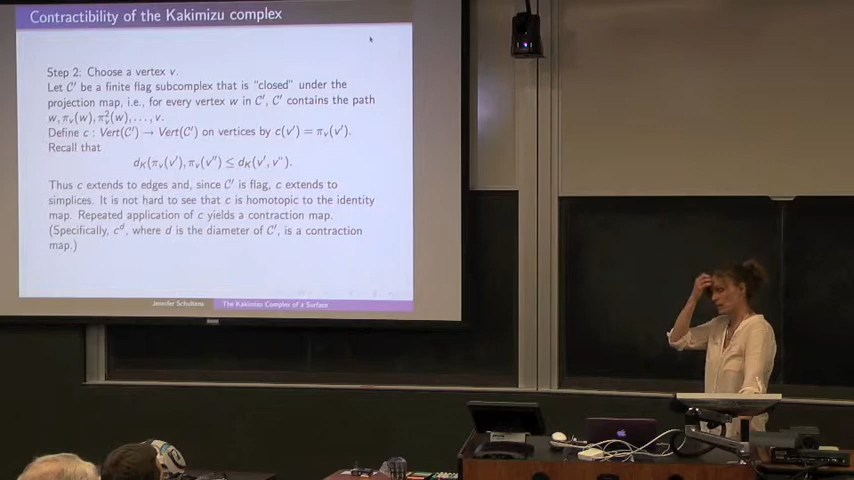 Contractibility of the Kakimizu complex
Step 2: Choose a vertex v.
Let C′ be a finite flag subcomplex that is "closed" under the
projection map, i.e., for every vertex w in C′, C′ contains the path
w, π_v(w), π_v^2(w), . . . , v.
Define c : Vert(C′) → Vert(C′) on vertices by c(v′) = π_v(v′).
Recall that
d_K(π_v(v′), π_v(v′′)) ≤ d_K(v′, v").
Thus c extends to edges and, since C′ is flag, c extends to
simplices. It is not hard to see that c is homotopic to the identity
map. Repeated application of c yields a contraction map.
(Specifically, c^d, where d is the diameter of C′, is a contraction
map.)
Jennifer Schultens The Kakimizu Complex of a Surface